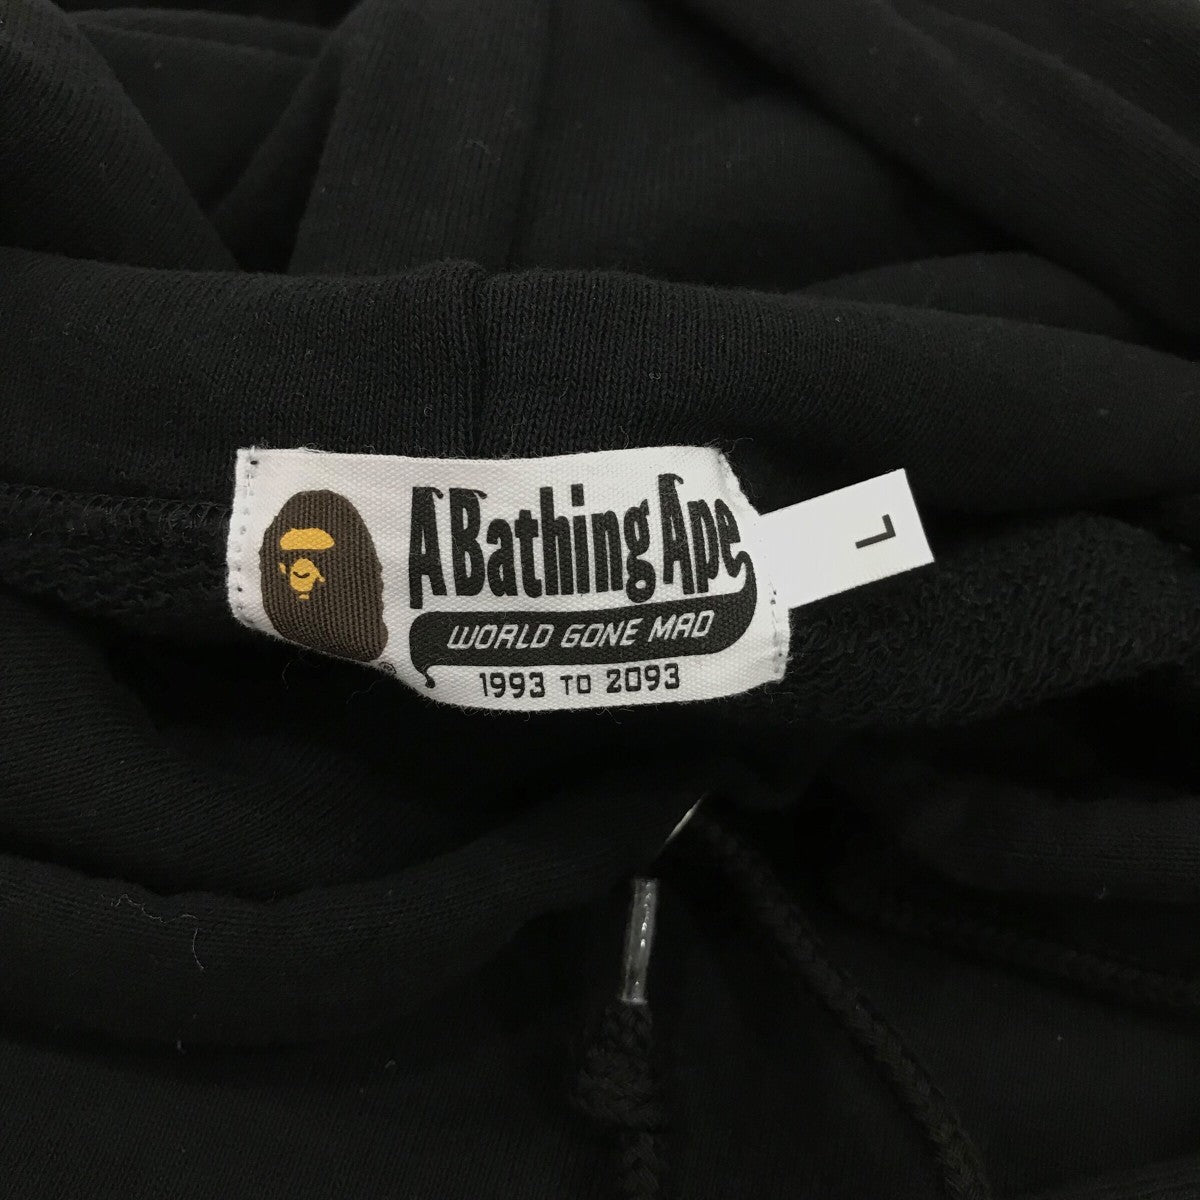 A Bathing Ape
WORLD GONE MAD
1993 TO 2093
®
L